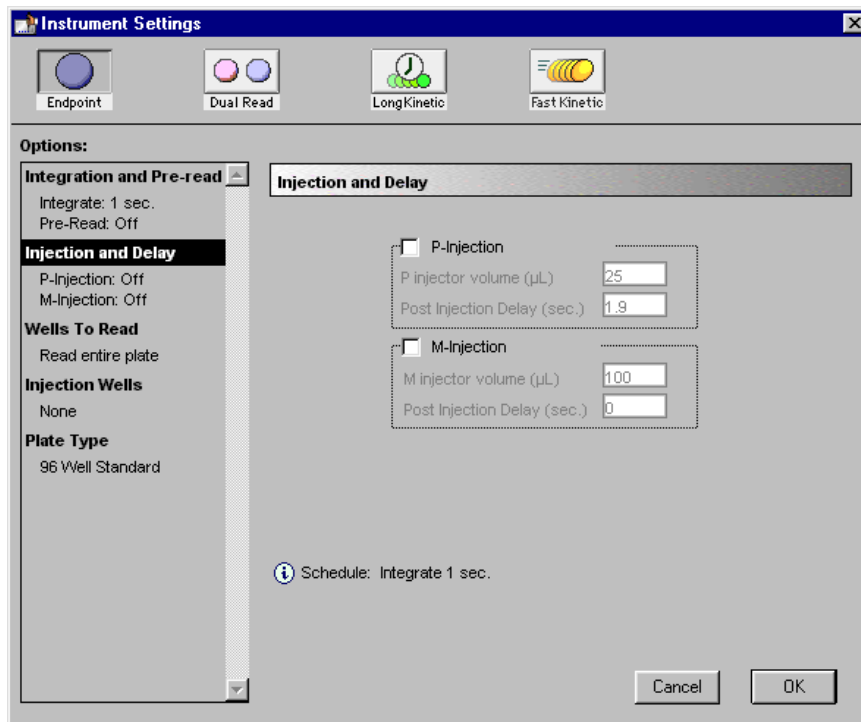 Instrument Settings
Endpoint
Dual Read
Long Kinetic
Fast Kinetic
Options:
Integration and Pre-read
Integrate: 1 sec.
Pre-Read: Off
Injection and Delay
P-Injection: Off
M-Injection: Off
Wells To Read
Read entire plate
Injection Wells
None
Plate Type
96 Well Standard
Injection and Delay
P-Injection
P injector volume (µL) 25
Post Injection Delay (sec.) 1.9
M-Injection
M injector volume (µL) 100
Post Injection Delay (sec.) 0
Schedule: Integrate 1 sec.
Cancel OK